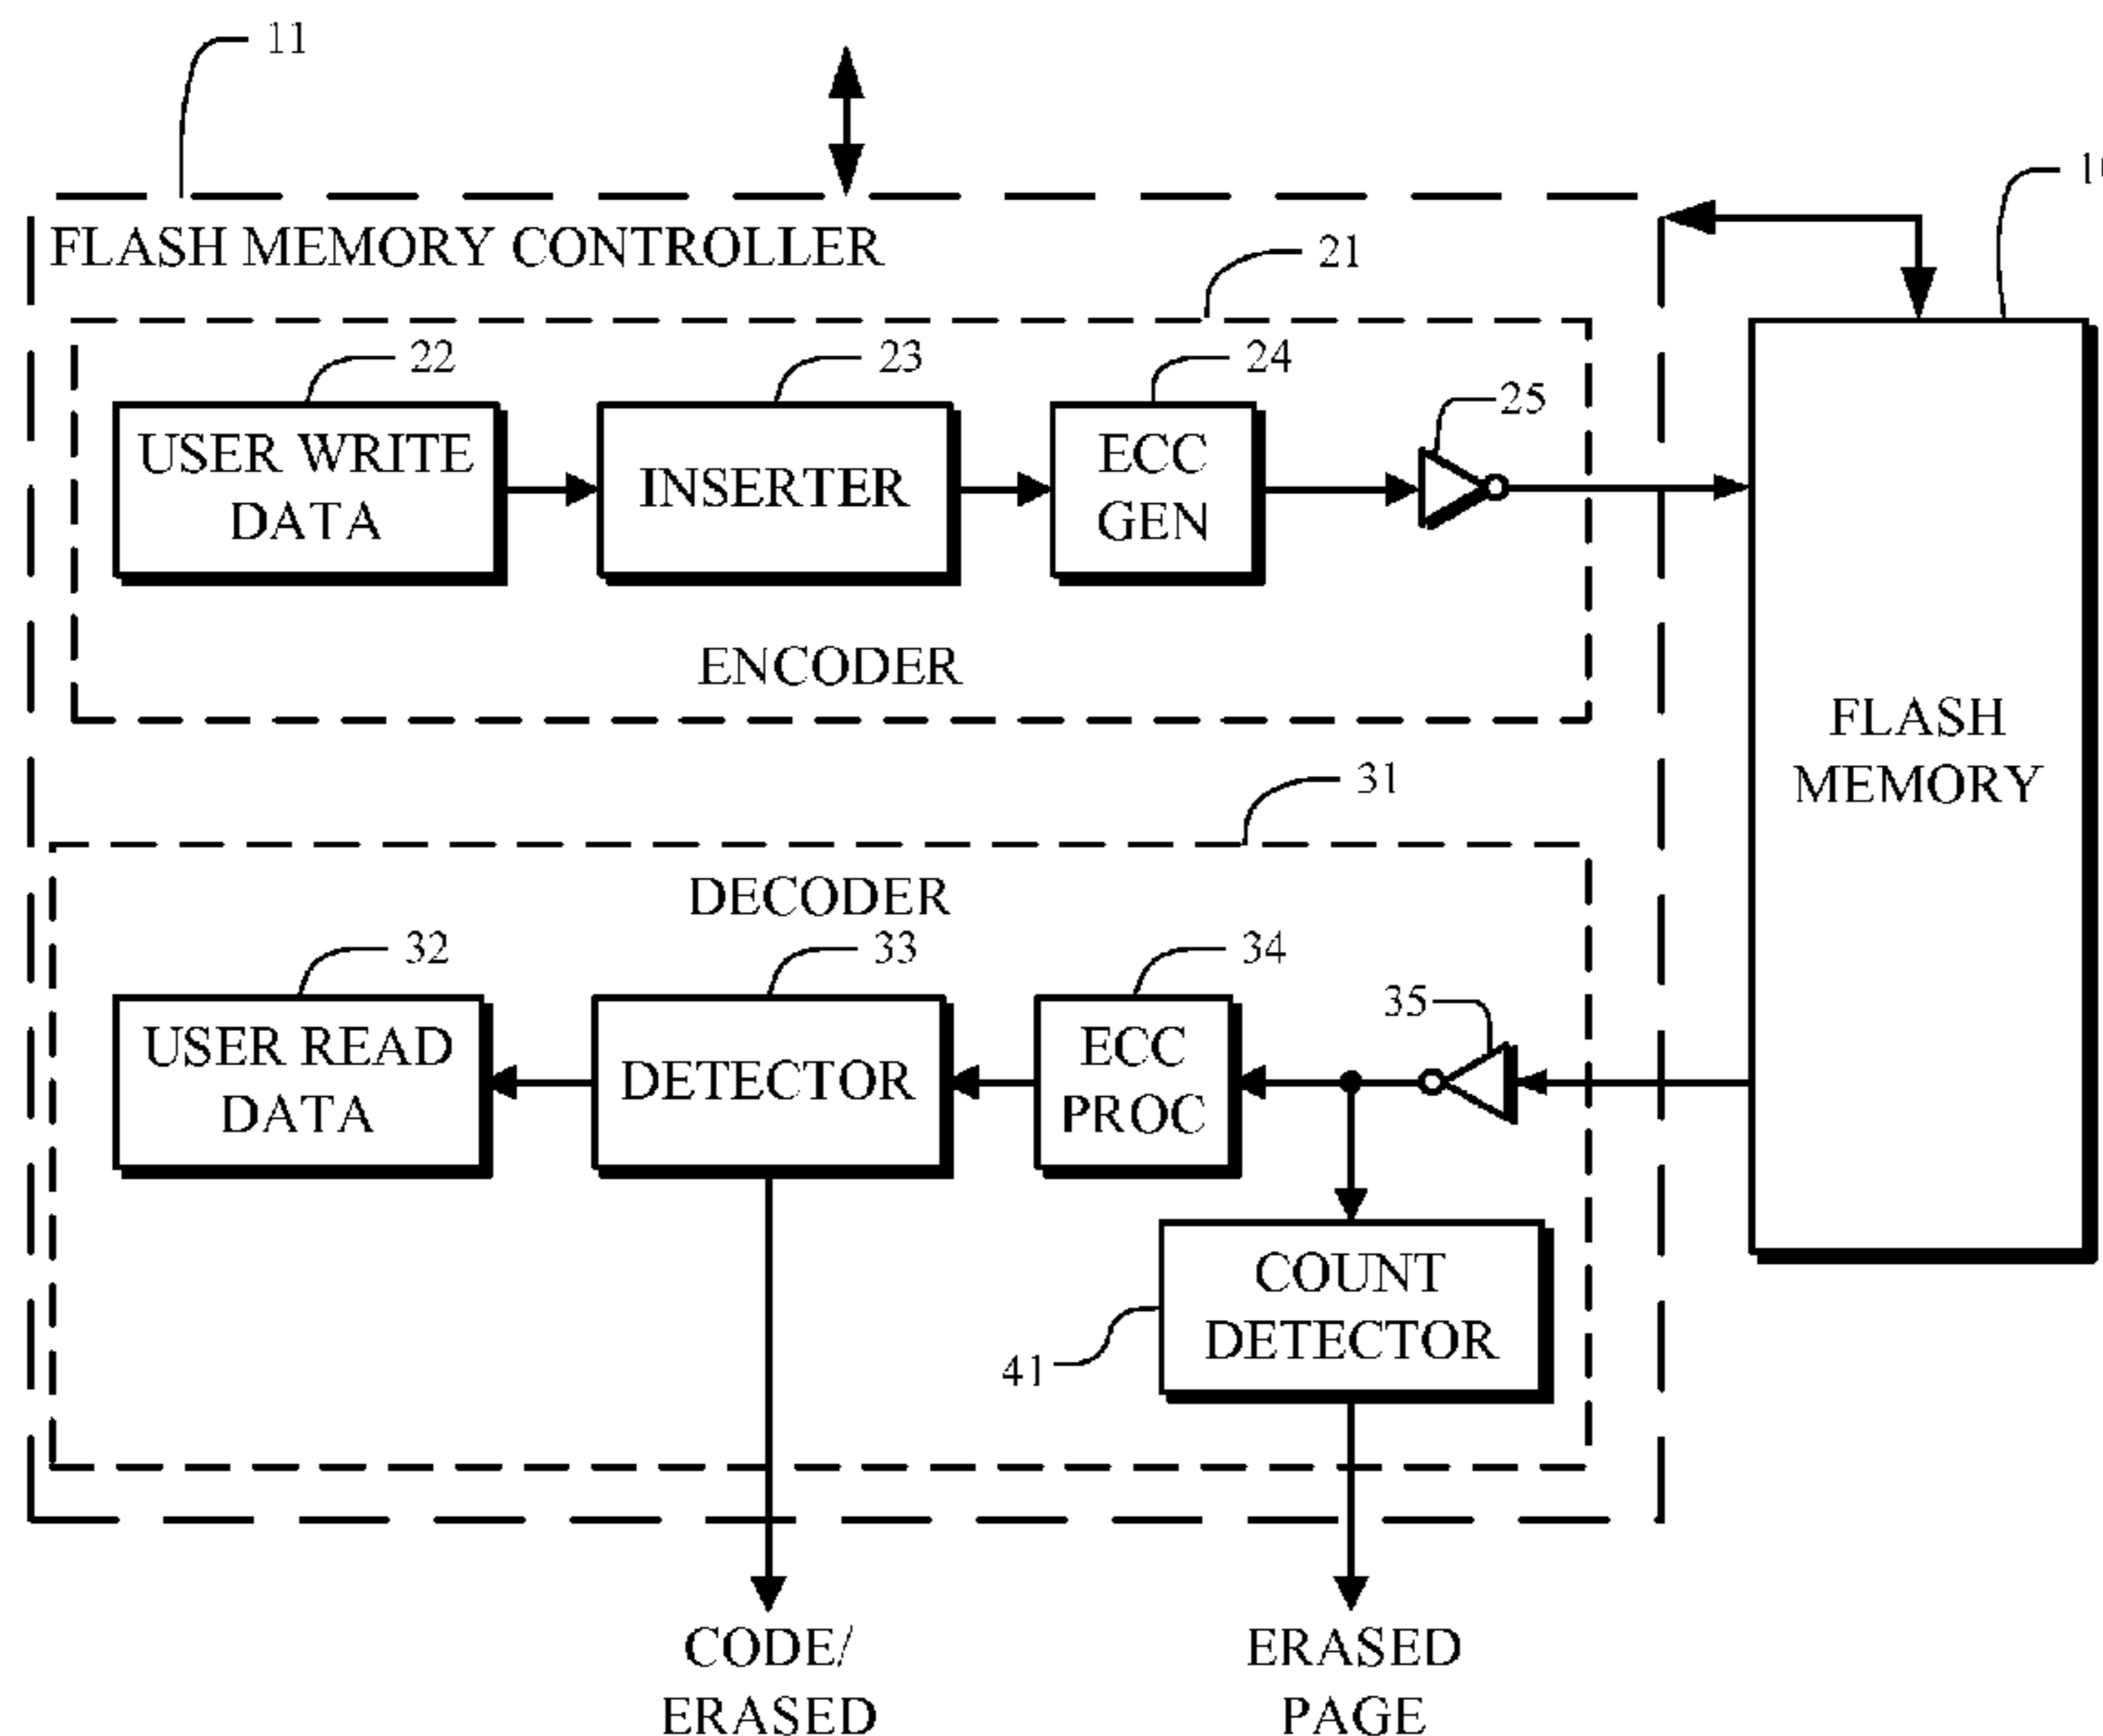 11
FLASH MEMORY CONTROLLER
21
22
23
24
25
USER WRITE
DATA
INSERTER
ECC
GEN
ENCODER
FLASH
MEMORY
31
DECODER
32
33
34
35
USER READ
DATA
DETECTOR
ECC
PROC
COUNT
DETECTOR
41
CODE/
ERASED
ERASED
PAGE